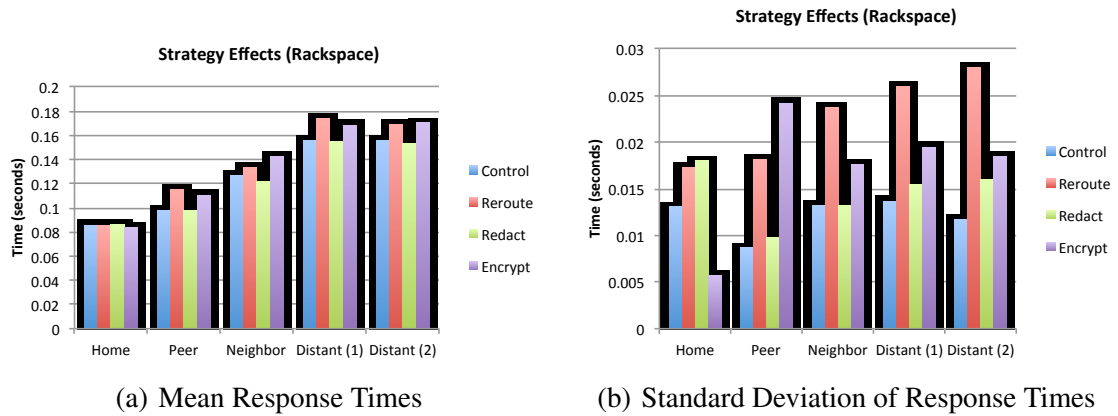 Strategy Effects (Rackspace)
Time (seconds)
0.2
0.18
0.16
0.14
0.12
0.1
0.08
0.06
0.04
0.02
0
Home Peer Neighbor Distant (1) Distant (2)
Control
Reroute
Redact
Encrypt
(a) Mean Response Times
Strategy Effects (Rackspace)
Time (seconds)
0.03
0.025
0.02
0.015
0.01
0.005
0
Home Peer Neighbor Distant (1) Distant (2)
Control
Reroute
Redact
Encrypt
(b) Standard Deviation of Response Times